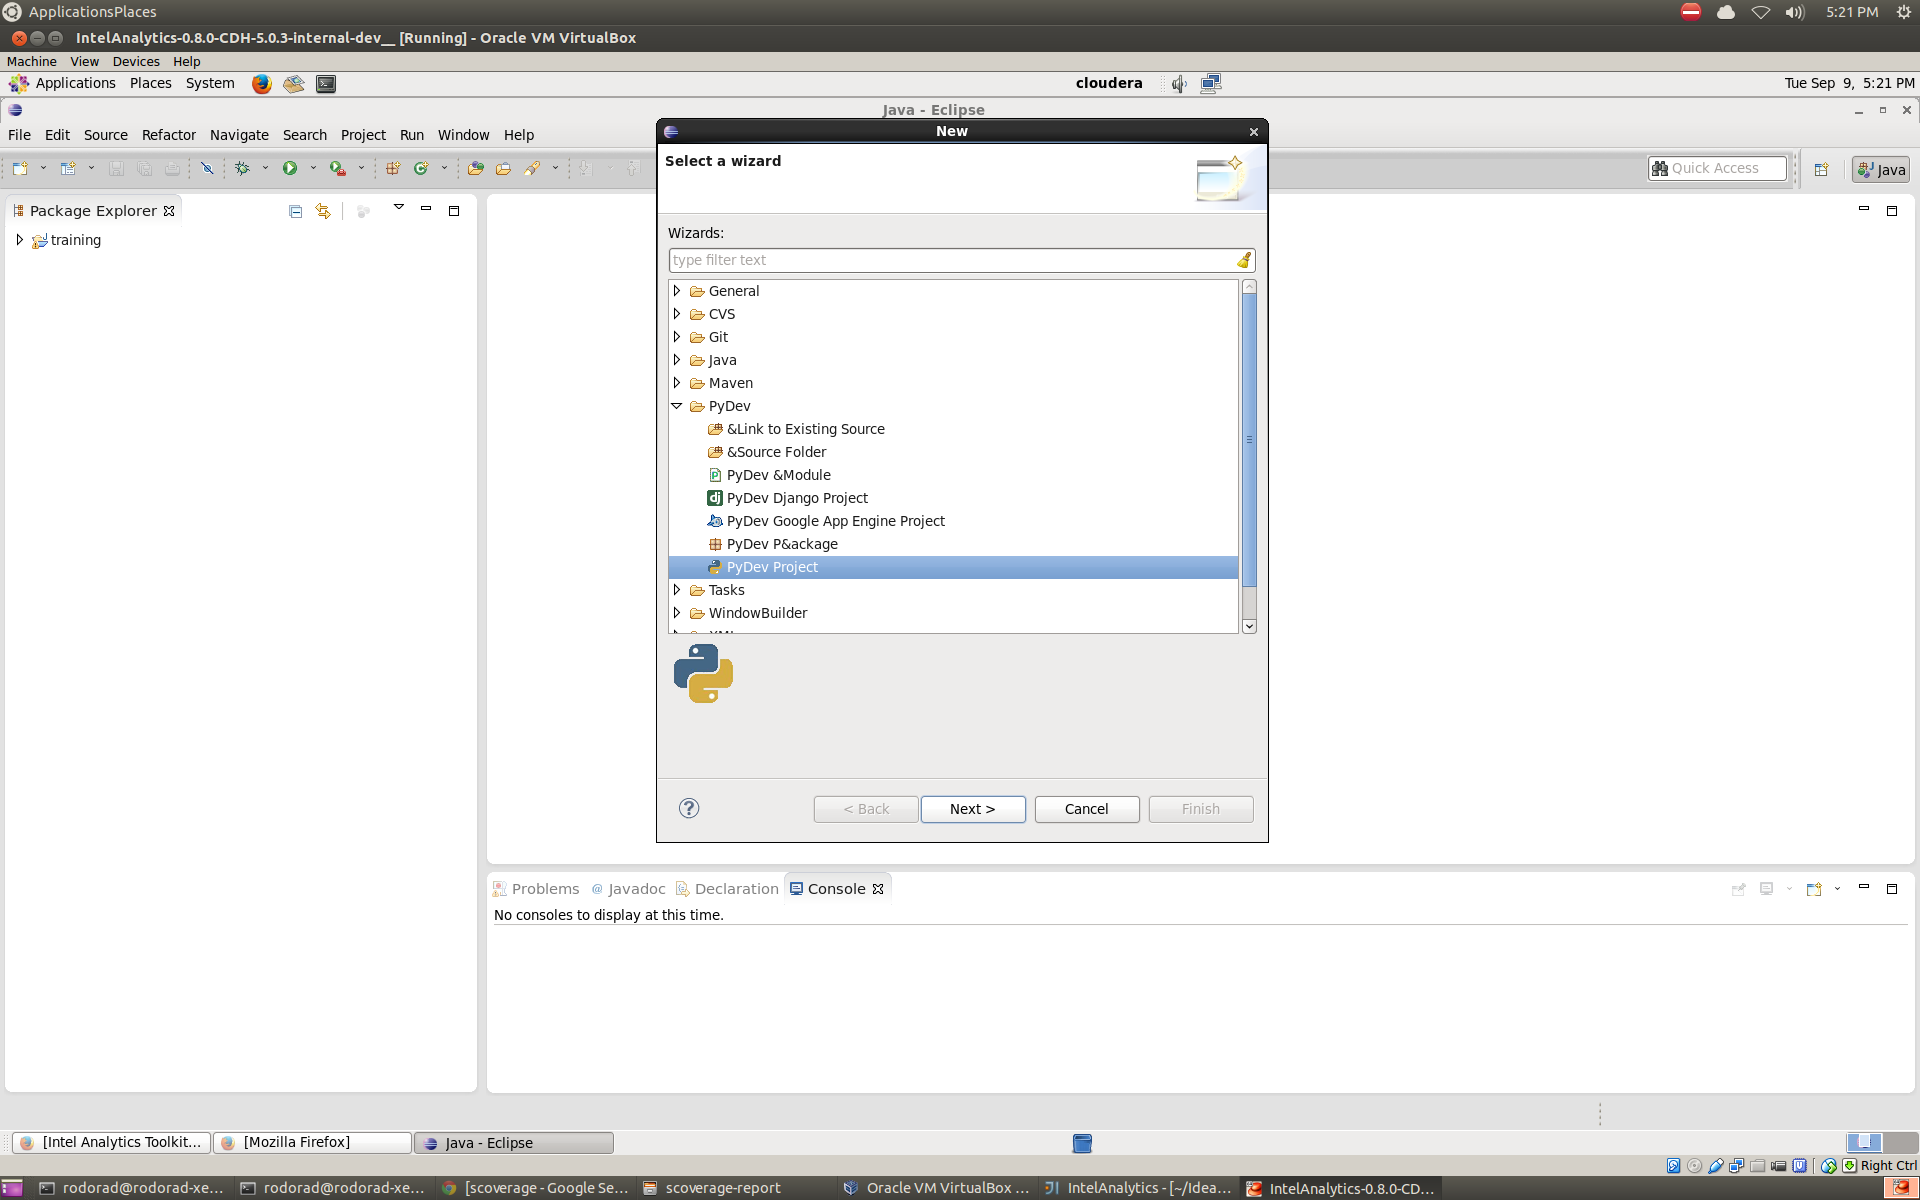 ApplicationsPlaces
5:21 PM
IntelAnalytics-0.8.0-CDH-5.0.3-internal-dev__ [Running] - Oracle VM VirtualBox
Machine View Devices Help
Applications Places System
cloudera
Tue Sep 9, 5:21 PM
Java - Eclipse
File Edit Source Refactor Navigate Search Project Run Window Help
Quick Access
Java
Package Explorer
training
New
Select a wizard
Wizards:
type filter text
General
CVS
Git
Java
Maven
PyDev
&Link to Existing Source
&Source Folder
PyDev &Module
PyDev Django Project
PyDev Google App Engine Project
PyDev P&ackage
PyDev Project
Tasks
WindowBuilder
< Back
Next >
Cancel
Finish
Problems
@ Javadoc
Declaration
Console
No consoles to display at this time.
[Intel Analytics Toolkit...
[Mozilla Firefox]
Java - Eclipse
Right Ctrl
rodorad@rodorad-xe...
rodorad@rodorad-xe...
[scoverage - Google Se...
scoverage-report
Oracle VM VirtualBox ...
IntelAnalytics - [~/Idea...
IntelAnalytics-0.8.0-CD...